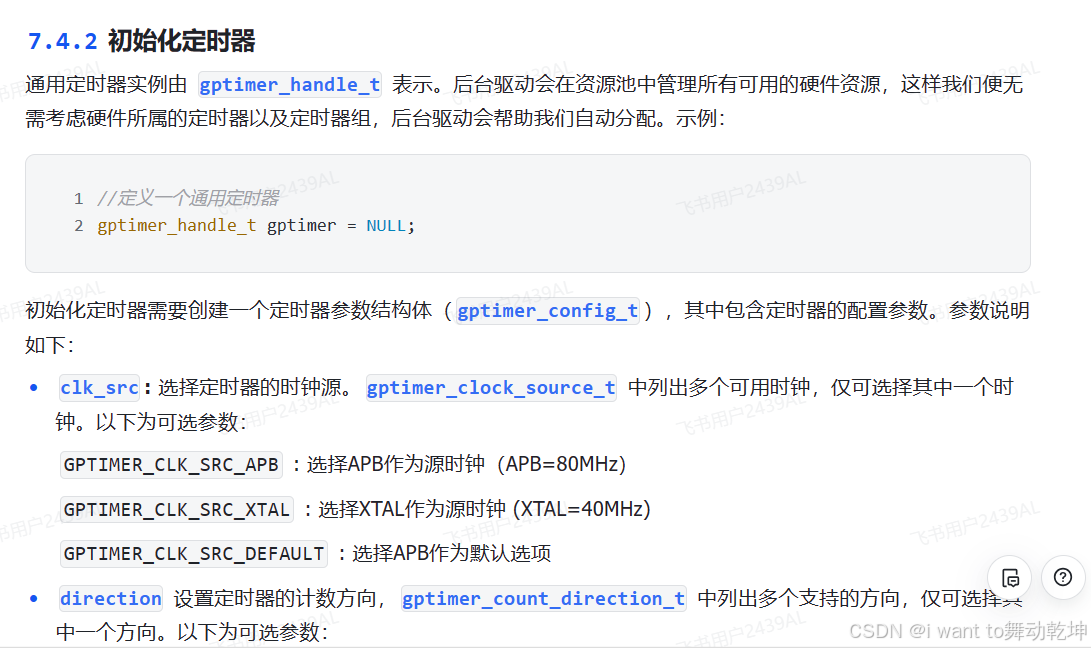 7.4.2 初始化定时器
通用定时器实例由 gptimer_handle_t 表示。后台驱动会在资源池中管理所有可用的硬件资源，这样我们便无
需考虑硬件所属的定时器以及定时器组，后台驱动会帮助我们自动分配。示例：
1 //定义一个通用定时器
2 gptimer_handle_t gptimer = NULL;
初始化定时器需要创建一个定时器参数结构体（ gptimer_config_t ），其中包含定时器的配置参数。参数说明
如下：
• clk_src：选择定时器的时钟源。 gptimer_clock_source_t 中列出多个可用时钟，仅可选择其中一个时
钟。以下为可选参数：
GPTIMER_CLK_SRC_APB ：选择APB作为源时钟（APB=80MHz）
GPTIMER_CLK_SRC_XTAL ：选择XTAL作为源时钟 (XTAL=40MHz)
GPTIMER_CLK_SRC_DEFAULT ：选择APB作为默认选项
• direction 设置定时器的计数方向， gptimer_count_direction_t 中列出多个支持的方向，仅可选择其
中一个方向。以下为可选参数：
飞书用户2439AL
CSDN @i want to舞动乾坤